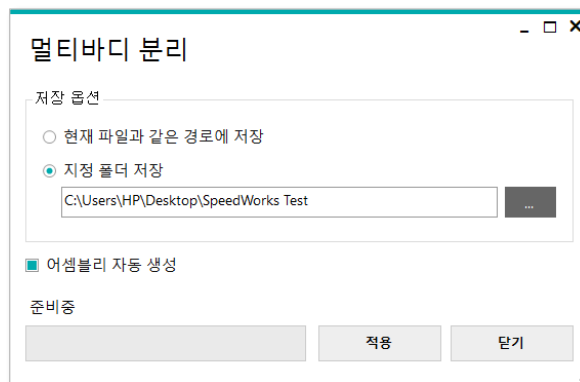 멀티바디 분리
저장 옵션
현재 파일과 같은 경로에 저장
지정 폴더 저장
C:\Users\HP\Desktop\SpeedWorks Test
...
어셈블리 자동 생성
준비중
적용 닫기